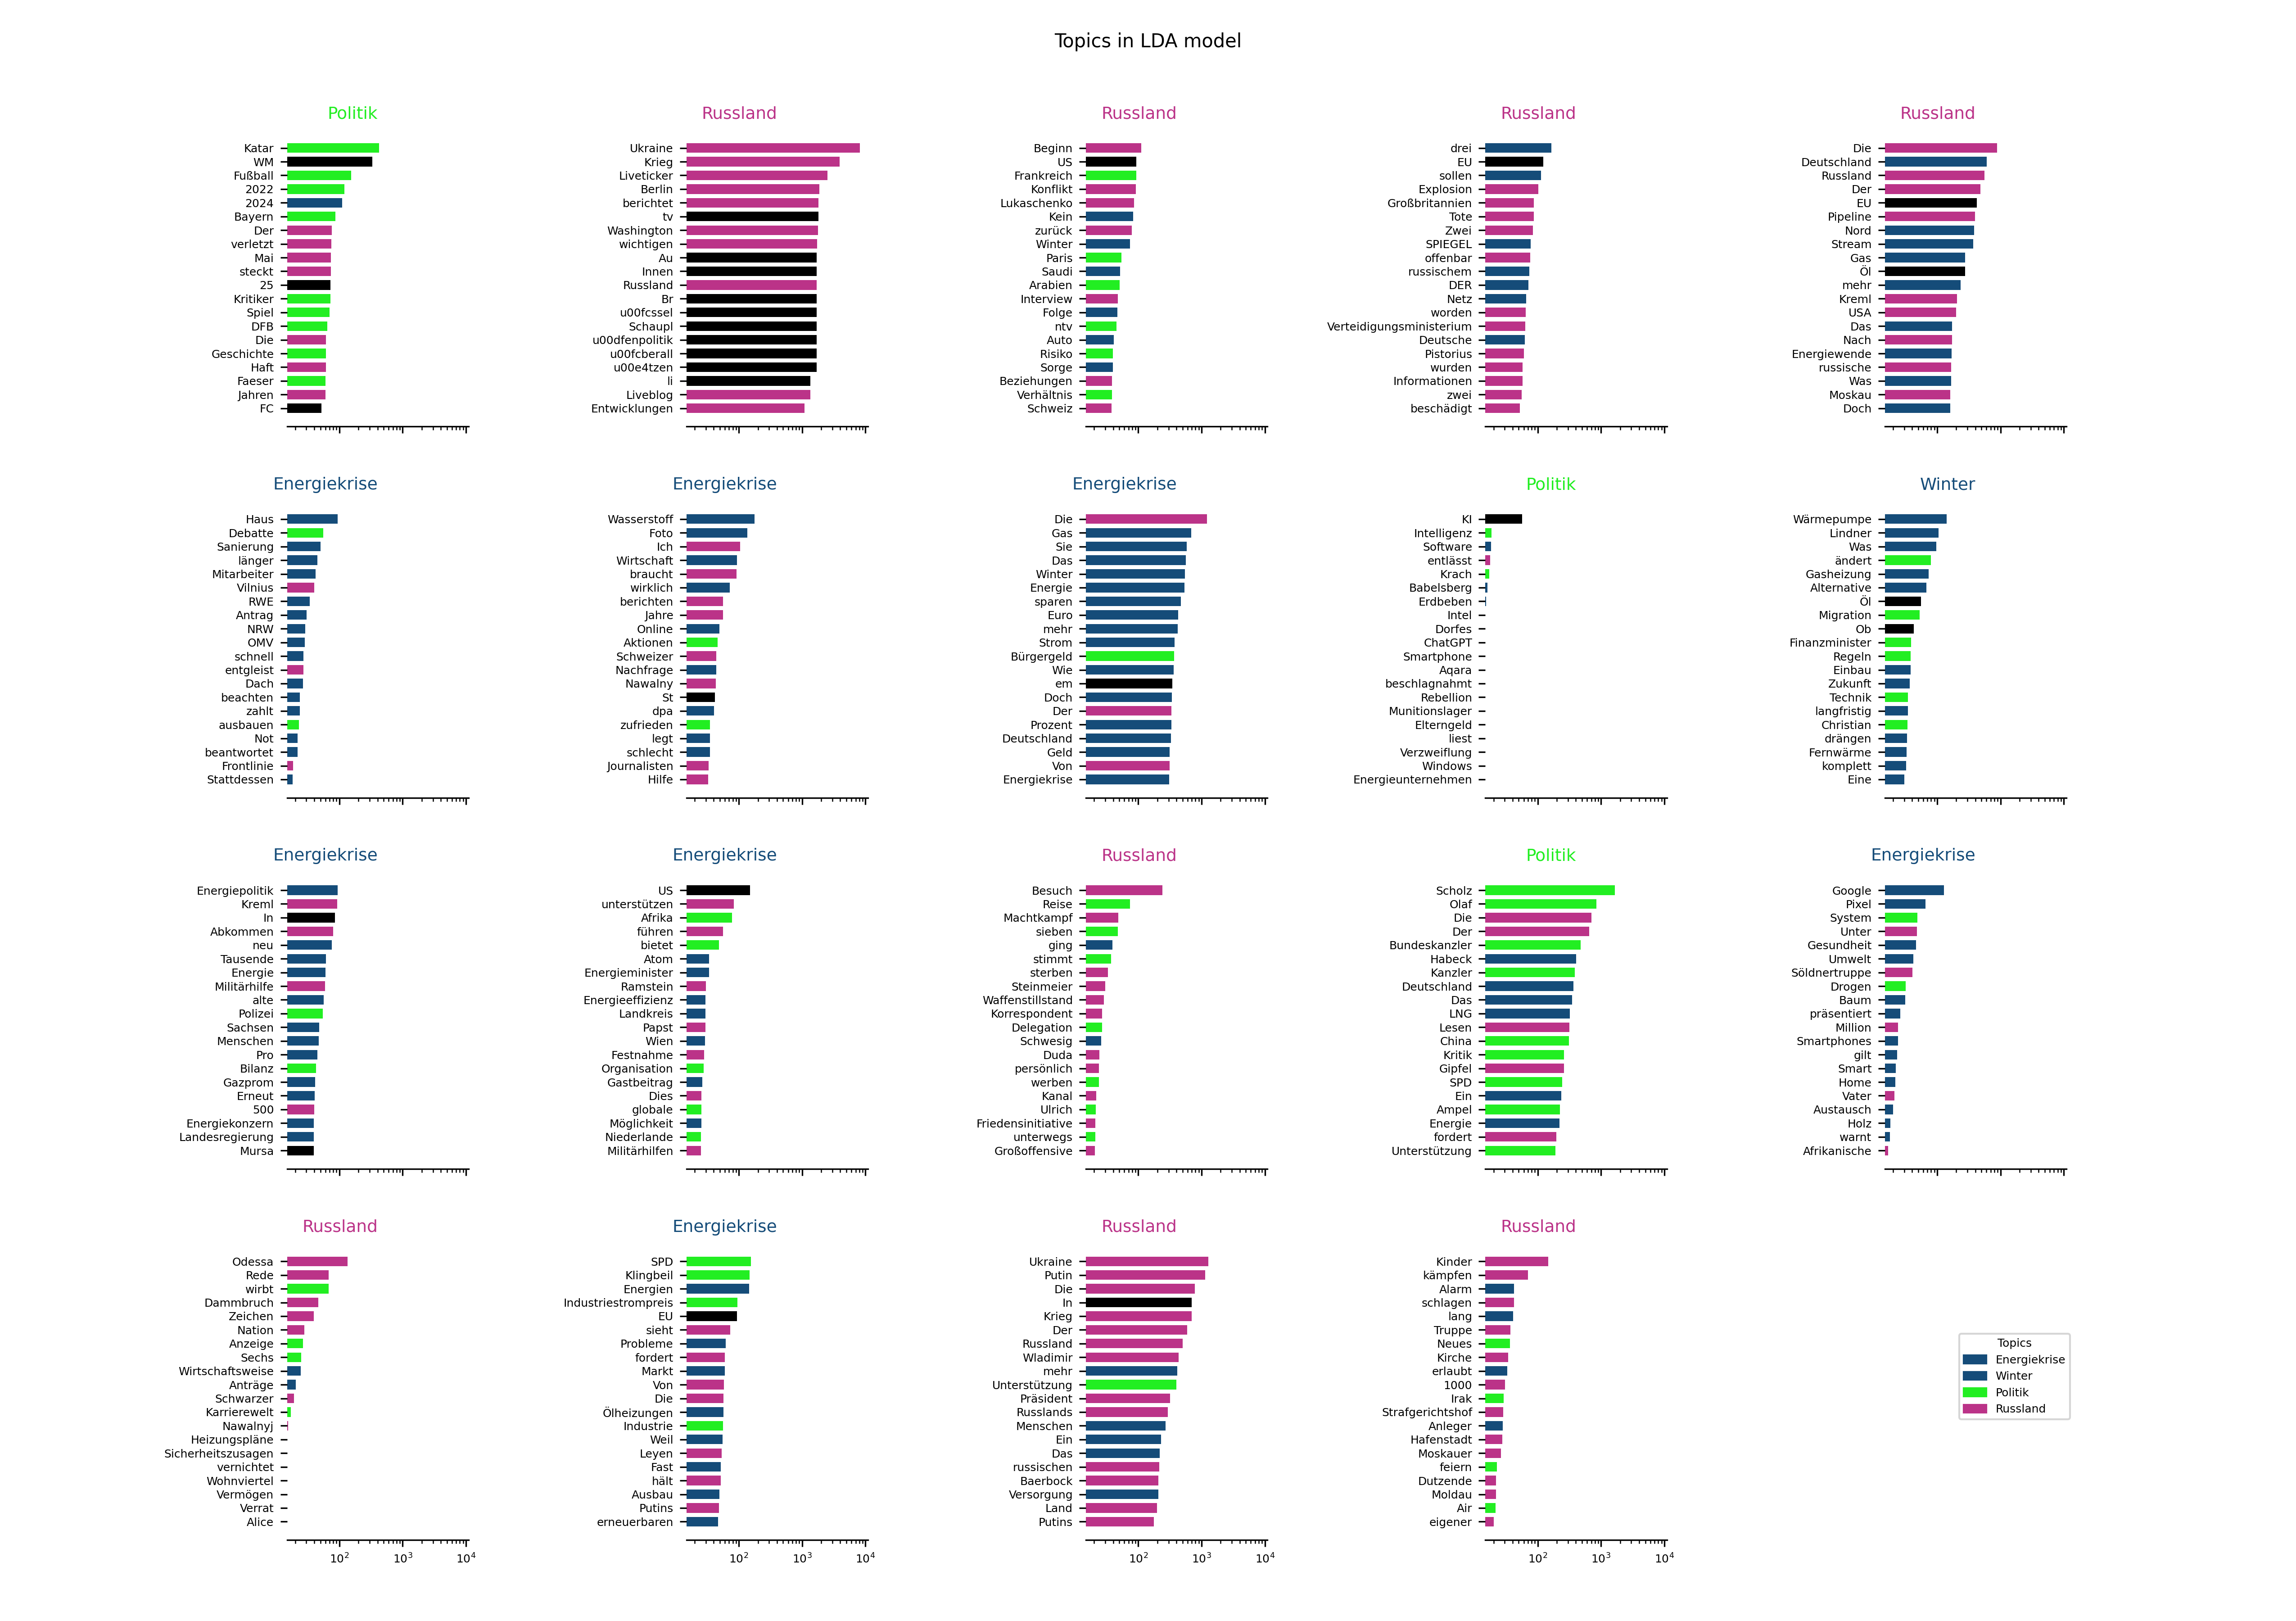 Topics in LDA model
Politik
Katar
WM
Fußball
2022
2024
Bayern
Der
verletzt
Mai
steckt
25
Kritiker
Spiel
DFB
Die
Geschichte
Haft
Faeser
Jahren
FC
Russland
Ukraine
Krieg
Liveticker
Berlin
berichtet
tv
Washington
wichtigen
Au
Innen
Russland
Br
u00fcssel
Schaupl
u00dfenpolitik
u00fcberall
u00e4tzen
li
Liveblog
Entwicklungen
Russland
Beginn
US
Frankreich
Konflikt
Lukaschenko
Kein
zurück
Winter
Paris
Saudi
Arabien
Interview
Folge
ntv
Auto
Risiko
Sorge
Beziehungen
Verhältnis
Schweiz
Russland
drei
EU
sollen
Explosion
Großbritannien
Tote
Zwei
SPIEGEL
offenbar
russischem
DER
Netz
worden
Verteidigungsministerium
Deutsche
Pistorius
wurden
Informationen
zwei
beschädigt
Russland
Die
Deutschland
Russland
Der
EU
Pipeline
Nord
Stream
Gas
Öl
mehr
Kreml
USA
Das
Nach
Energiewende
russische
Was
Moskau
Doch
Energiekrise
Haus
Debatte
Sanierung
länger
Mitarbeiter
Vilnius
RWE
Antrag
NRW
OMV
schnell
entgleist
Dach
beachten
zahlt
ausbauen
Not
beantwortet
Frontlinie
Stattdessen
Energiekrise
Wasserstoff
Foto
Ich
Wirtschaft
braucht
wirklich
berichten
Jahre
Online
Aktionen
Schweizer
Nachfrage
Nawalny
St
dpa
zufrieden
legt
schlecht
Journalisten
Hilfe
Energiekrise
Die
Gas
Sie
Das
Winter
Energie
sparen
Euro
mehr
Strom
Bürgergeld
Wie
em
Doch
Der
Prozent
Deutschland
Geld
Von
Energiekrise
Politik
KI
Intelligenz
Software
entlässt
Krach
Babelsberg
Erdbeben
Intel
Dorfes
ChatGPT
Smartphone
Aqara
beschlagnahmt
Rebellion
Munitionslager
Elterngeld
liest
Verzweiflung
Windows
Energieunternehmen
Winter
Wärmepumpe
Lindner
Was
ändert
Gasheizung
Alternative
Öl
Migration
Ob
Finanzminister
Regeln
Einbau
Zukunft
Technik
langfristig
Christian
drängen
Fernwärme
komplett
Eine
Energiekrise
Energiepolitik
Kreml
In
Abkommen
neu
Tausende
Energie
Militärhilfe
alte
Polizei
Sachsen
Menschen
Pro
Bilanz
Gazprom
Erneut
500
Energiekonzern
Landesregierung
Mursa
Energiekrise
US
unterstützen
Afrika
führen
bietet
Atom
Energieminister
Ramstein
Energieeffizienz
Landkreis
Papst
Wien
Festnahme
Organisation
Gastbeitrag
Dies
globale
Möglichkeit
Niederlande
Militärhilfen
Russland
Besuch
Reise
Machtkampf
sieben
ging
stimmt
sterben
Steinmeier
Waffenstillstand
Korrespondent
Delegation
Schwesig
Duda
persönlich
werben
Kanal
Ulrich
Friedensinitiative
unterwegs
Großoffensive
Politik
Scholz
Olaf
Die
Der
Bundeskanzler
Habeck
Kanzler
Deutschland
Das
LNG
Lesen
China
Kritik
Gipfel
SPD
Ein
Ampel
Energie
fordert
Unterstützung
Energiekrise
Google
Pixel
System
Unter
Gesundheit
Umwelt
Söldnertruppe
Drogen
Baum
präsentiert
Million
Smartphones
gilt
Smart
Home
Vater
Austausch
Holz
warnt
Afrikanische
Russland
Odessa
Rede
wirbt
Dammbruch
Zeichen
Nation
Anzeige
Sechs
Wirtschaftsweise
Anträge
Schwarzer
Karrierewelt
Nawalnyj
Heizungspläne
Sicherheitszusagen
vernichtet
Wohnviertel
Vermögen
Verrat
Alice
10² 10³ 10⁴
Energiekrise
SPD
Klingbeil
Energien
Industriestrompreis
EU
sieht
Probleme
fordert
Markt
Von
Die
Ölheizungen
Industrie
Weil
Leyen
Fast
hält
Ausbau
Putins
erneuerbaren
10² 10³ 10⁴
Russland
Ukraine
Putin
Die
In
Krieg
Der
Russland
Wladimir
mehr
Unterstützung
Präsident
Russlands
Menschen
Ein
Das
russischen
Baerbock
Versorgung
Land
Putins
10² 10³ 10⁴
Russland
Kinder
kämpfen
Alarm
schlagen
lang
Truppe
Neues
Kirche
erlaubt
1000
Irak
Strafgerichtshof
Anleger
Hafenstadt
Moskauer
feiern
Dutzende
Moldau
Air
eigener
10² 10³ 10⁴
Topics
Energiekrise
Winter
Politik
Russland